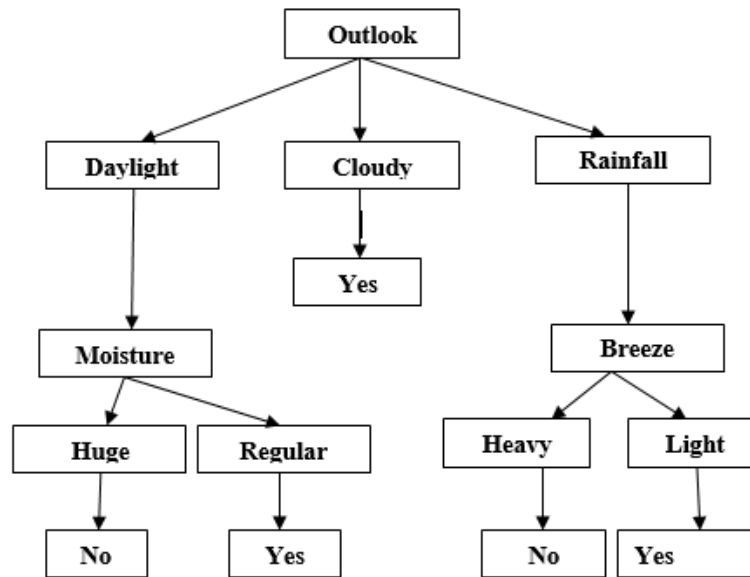 Outlook
Daylight
Cloudy
Rainfall
Yes
Moisture
Breeze
Huge
Regular
Heavy
Light
No
Yes
No
Yes